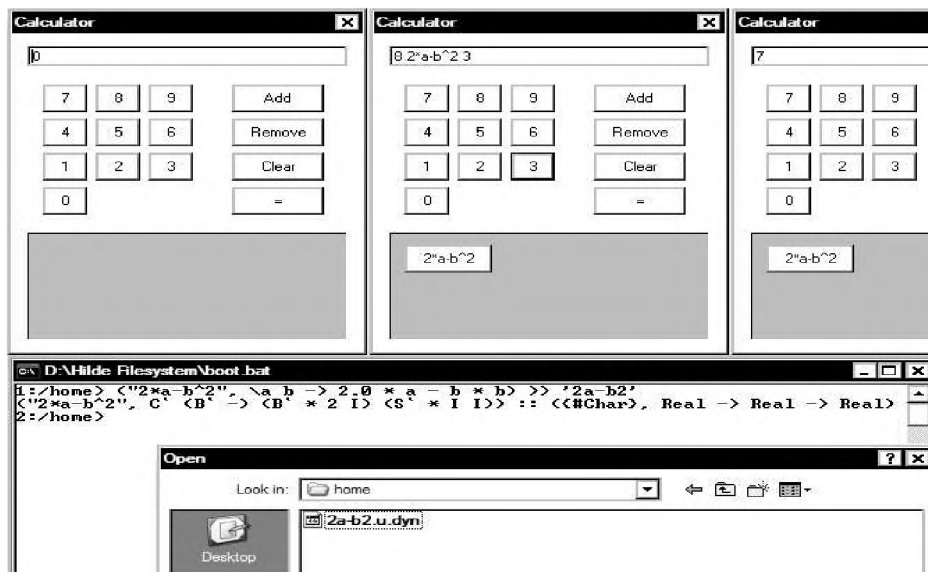 Calculator
0
7 8 9 Add
4 5 6 Remove
1 2 3 Clear
0 =
Calculator
8 2*a-b^2 3
7 8 9 Add
4 5 6 Remove
1 2 3 Clear
0 =
2*a-b^2
Calculator
7
7 8 9
4 5 6
1 2 3
0
2*a-b^2
D:\Hilde Filesystem\boot.bat
1:/home> ("2*a-b^2", \a b -> 2.0 * a - b * b) >> '2a-b2'
("2*a-b^2", C` (B` -) (B` * 2 I) (S` * I I)) :: ({#Char}, Real -> Real -> Real)
2:/home>
Open
Look in: home
2a-b2.u.dyn
Desktop